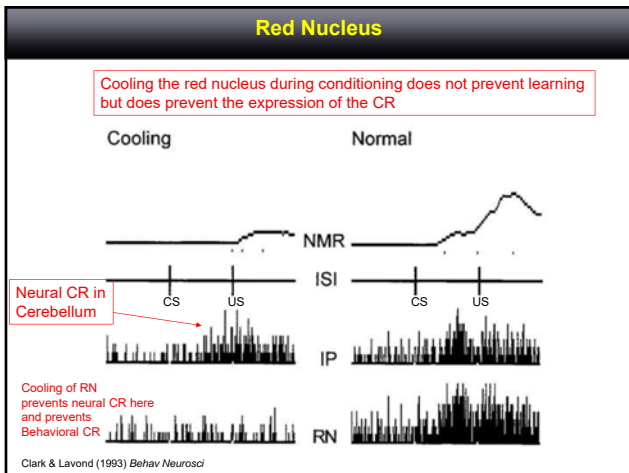 Red Nucleus
Cooling the red nucleus during conditioning does not prevent learning
but does prevent the expression of the CR
Cooling
Normal
NMR
ISI
CS
US
CS
US
Neural CR in
Cerebellum
IP
Cooling of RN
prevents neural CR here
and prevents
Behavioral CR
RN
Clark & Lavond (1993) Behav Neurosci